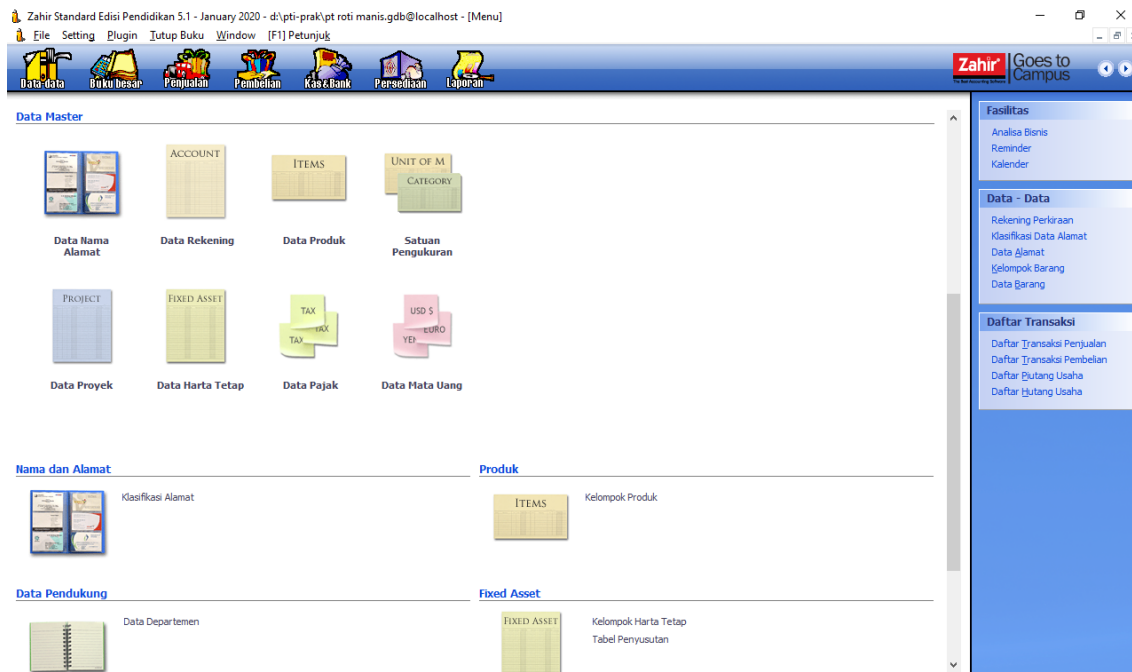 Zahir Standard Edisi Pendidikan 5.1 - January 2020 - d:\pti-prak\pt roti manis.gdb@localhost - [Menu]
File Setting Plugin Tutup Buku Window [F1] Petunjuk
Data-data Buku besar Penjualan Pembelian Kas & Bank Persediaan Laporan
Zahir Goes to
Campus
Data Master
ACCOUNT
ITEMS
UNIT OF M
CATEGORY
Data Nama
Alamat
Data Rekening
Data Produk
Satuan
Pengukuran
PROJECT
FIXED ASSET
TAX
TAX
TAX
USD $
EURO
YEN
Data Proyek
Data Harta Tetap
Data Pajak
Data Mata Uang
Nama dan Alamat
Klasifikasi Alamat
Produk
ITEMS
Kelompok Produk
Data Pendukung
Data Departemen
Fixed Asset
FIXED ASSET
Kelompok Harta Tetap
Tabel Penyusutan
Fasilitas
Analisa Bisnis
Reminder
Kalender
Data - Data
Rekening Perkiraan
Klasifikasi Data Alamat
Data Alamat
Kelompok Barang
Data Barang
Daftar Transaksi
Daftar Transaksi Penjualan
Daftar Transaksi Pembelian
Daftar Piutang Usaha
Daftar Hutang Usaha